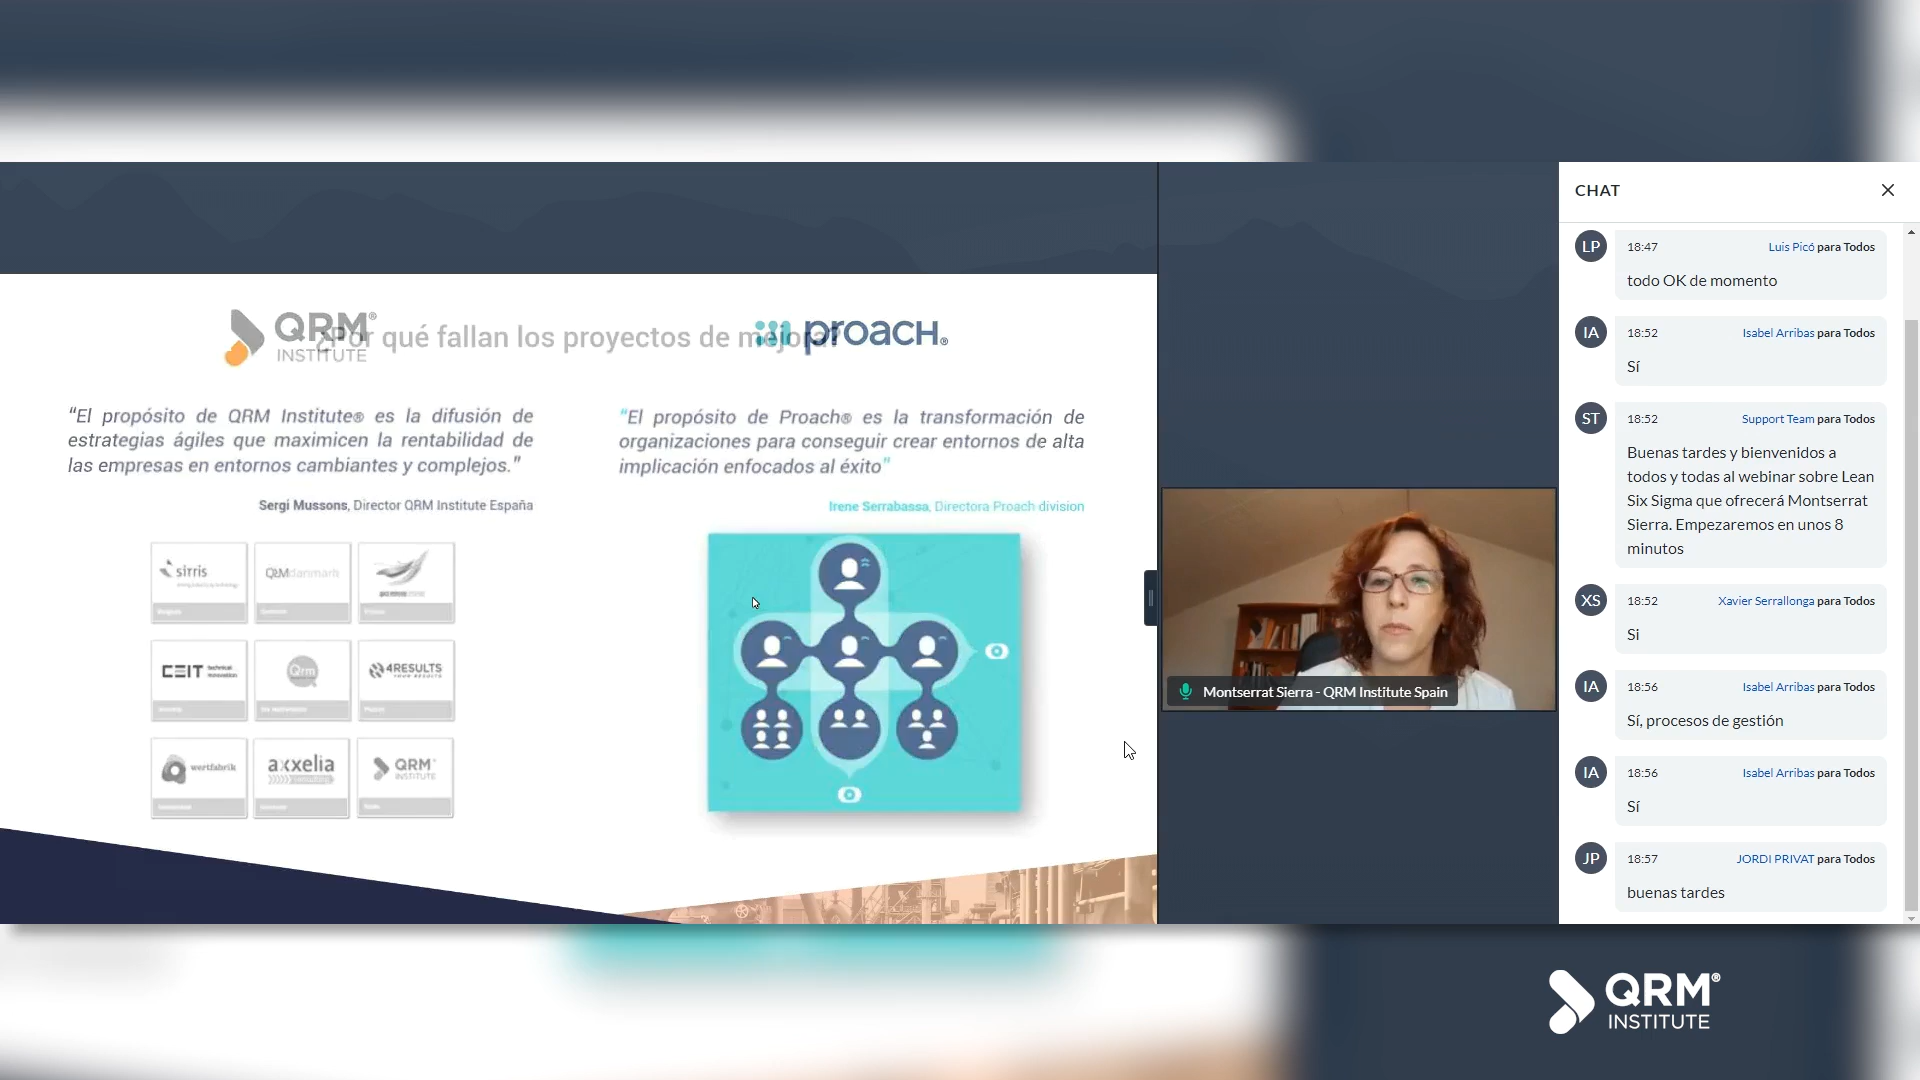 QRM®
INSTITUTE
¿Por qué fallan los proyectos de mejora?
proach®
“El propósito de QRM Institute® es la difusión de
estrategias ágiles que maximicen la rentabilidad de
las empresas en entornos cambiantes y complejos.”
Sergi Mussons, Director QRM Institute España
“El propósito de Proach® es la transformación de
organizaciones para conseguir crear entornos de alta
implicación enfocados al éxito”
Irene Serrabassa, Directora Proach division
sirris
QRMdanmark
CEIT technical innovation
Qrm
4RESULTS
wertfabrik
axxelia
QRM
INSTITUTE
Montserrat Sierra - QRM Institute Spain
CHAT
LP
18:47 Luis Picó para Todos
todo OK de momento
IA
18:52 Isabel Arribas para Todos
Sí
ST
18:52 Support Team para Todos
Buenas tardes y bienvenidos a
todos y todas al webinar sobre Lean
Six Sigma que ofrecerá Montserrat
Sierra. Empezaremos en unos 8
minutos
XS
18:52 Xavier Serrallonga para Todos
Si
IA
18:56 Isabel Arribas para Todos
Sí, procesos de gestión
IA
18:56 Isabel Arribas para Todos
Sí
JP
18:57 JORDI PRIVAT para Todos
buenas tardes
QRM®
INSTITUTE